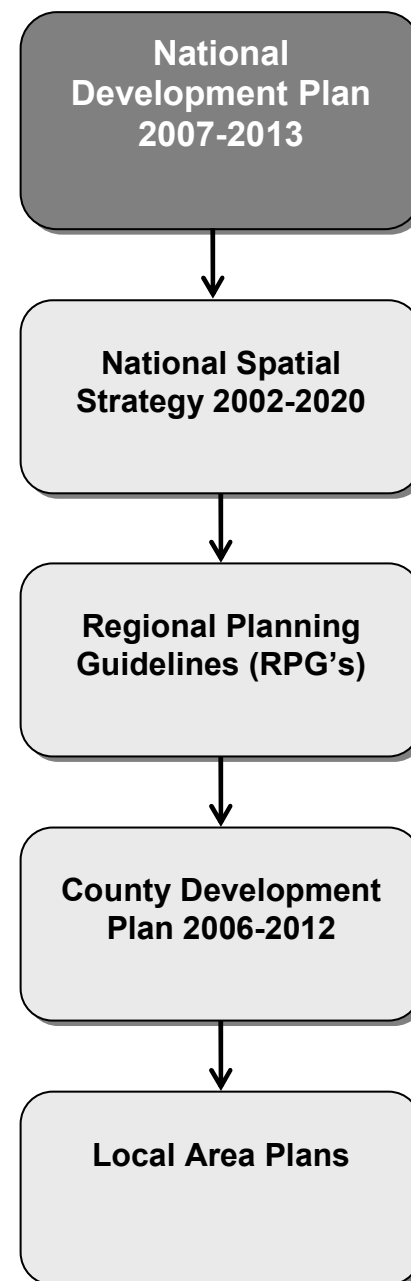 National
Development Plan
2007-2013
National Spatial
Strategy 2002-2020
Regional Planning
Guidelines (RPG’s)
County Development
Plan 2006-2012
Local Area Plans